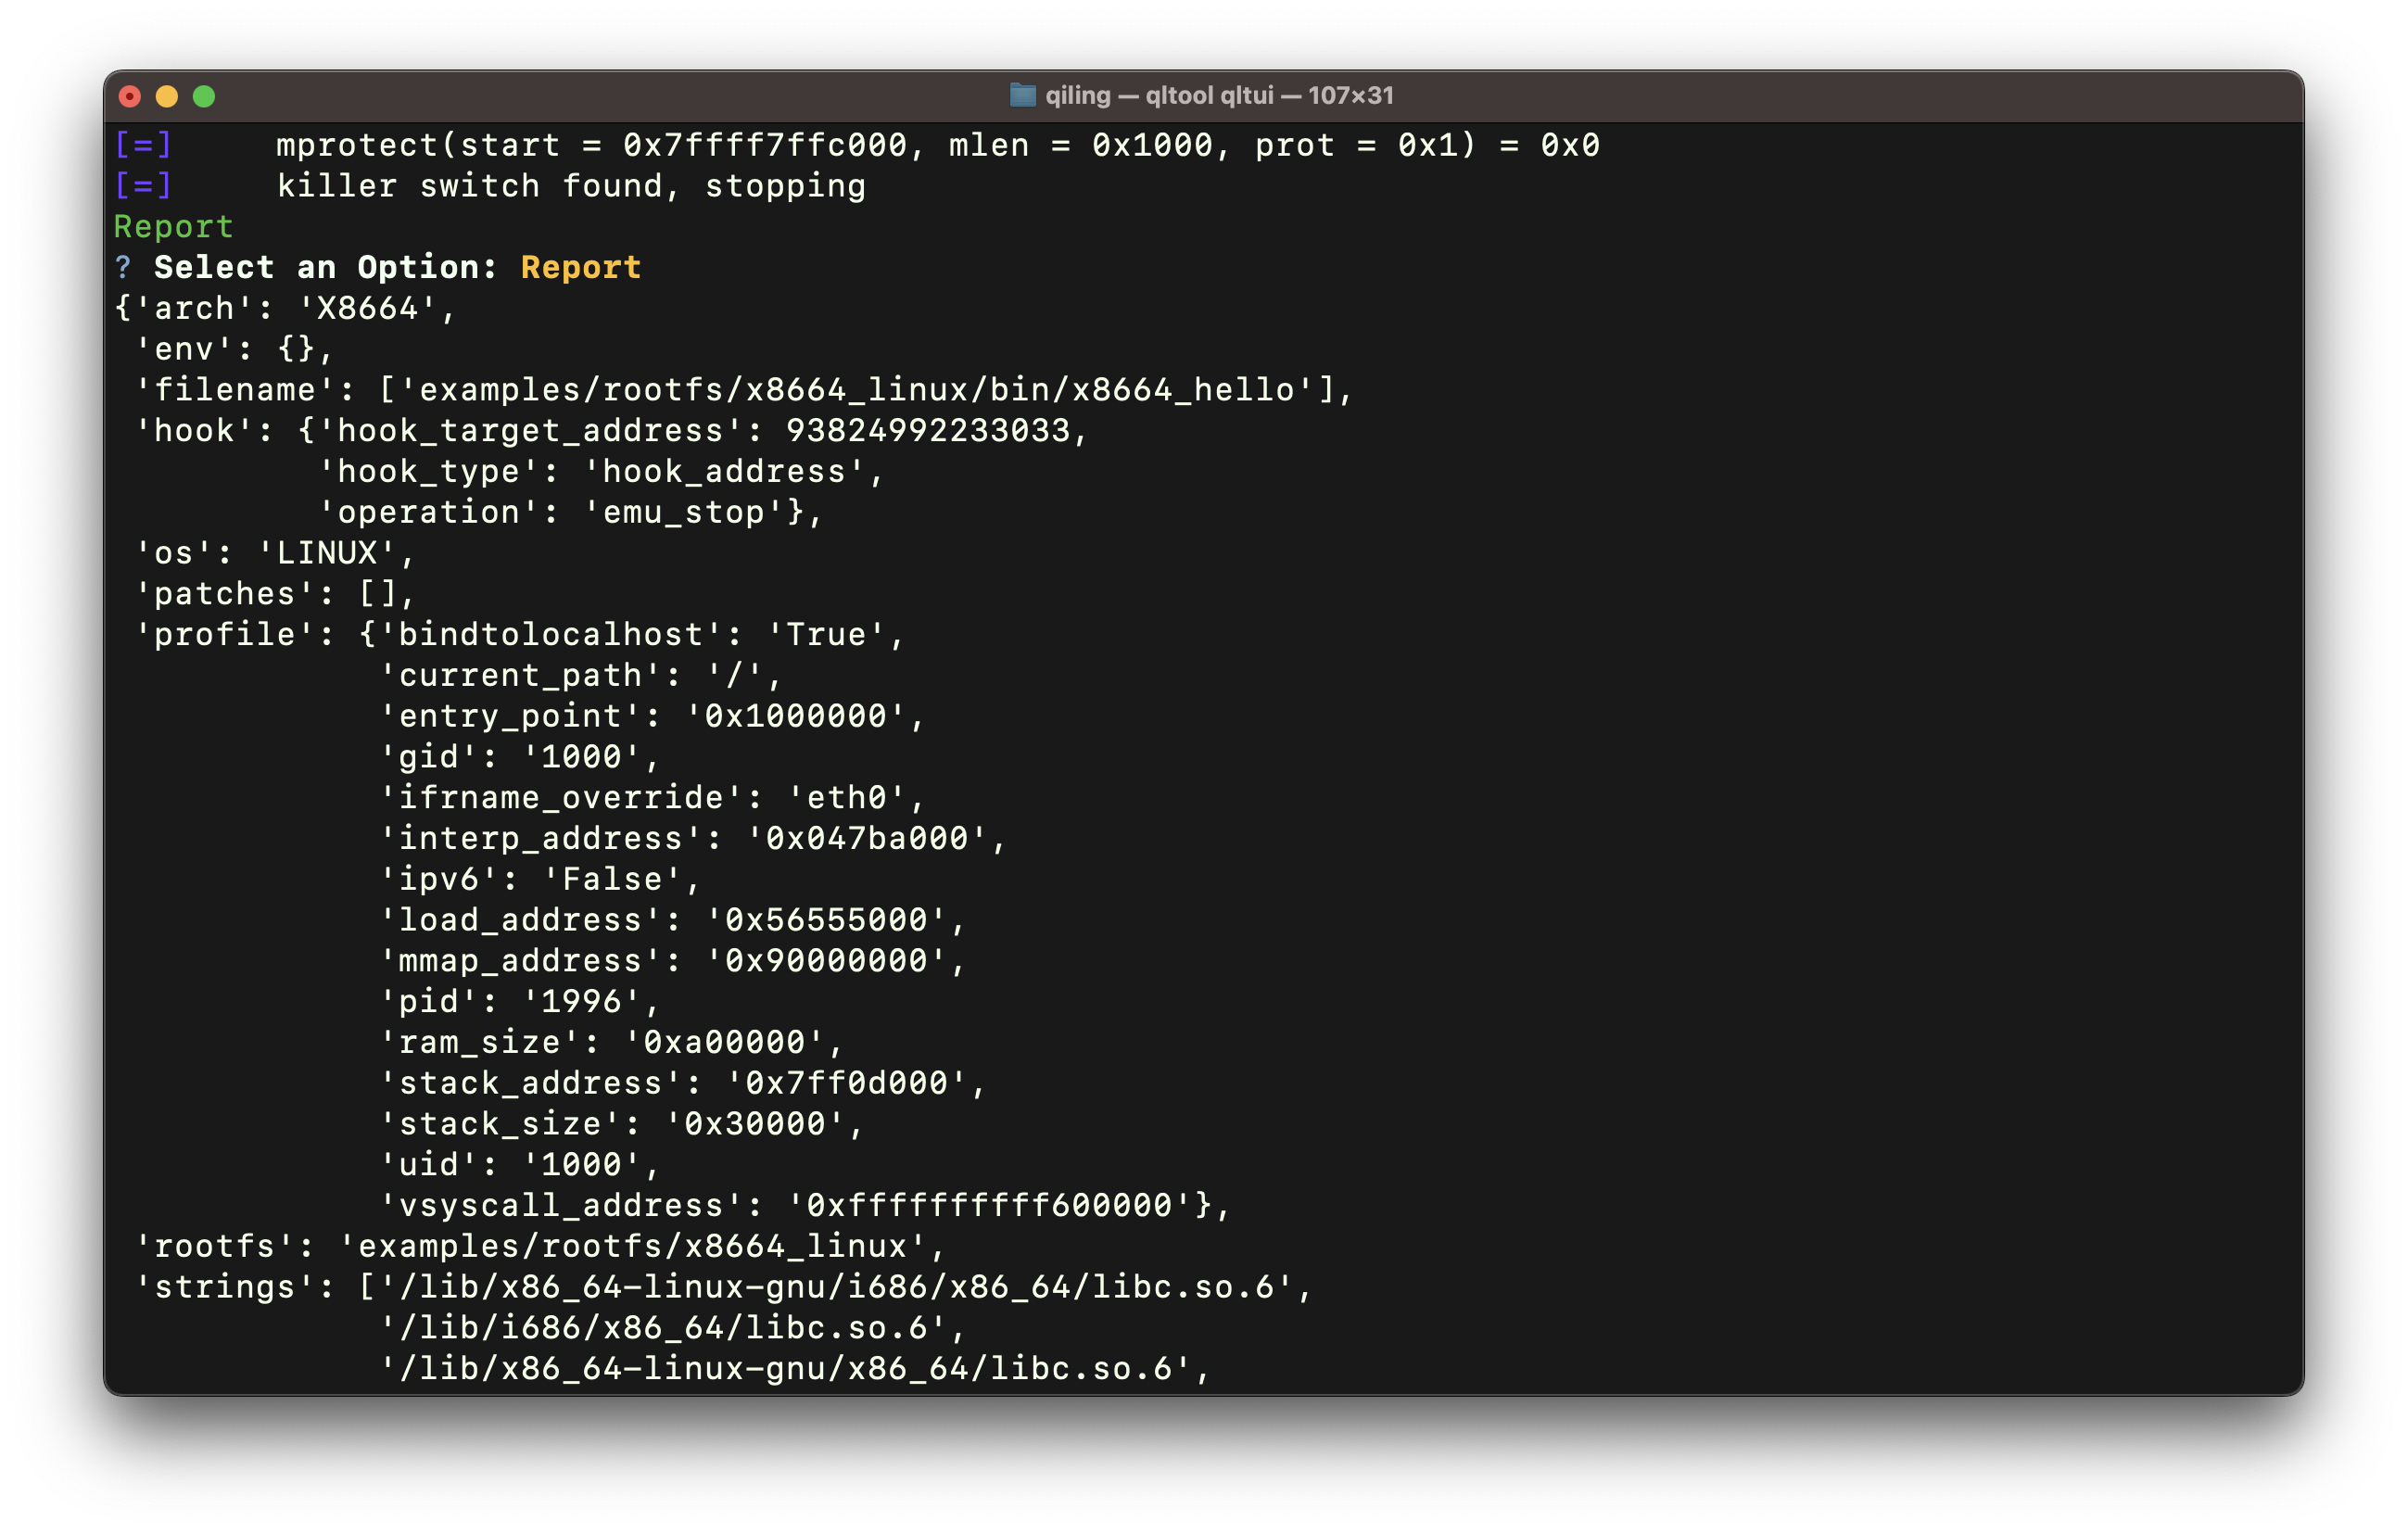 qiling — qltool qltui — 107×31
[=]     mprotect(start = 0x7ffff7ffc000, mlen = 0x1000, prot = 0x1) = 0x0
[=]     killer switch found, stopping
Report
? Select an Option: Report
{'arch': 'X8664',
 'env': {},
 'filename': ['examples/rootfs/x8664_linux/bin/x8664_hello'],
 'hook': {'hook_target_address': 93824992233033,
          'hook_type': 'hook_address',
          'operation': 'emu_stop'},
 'os': 'LINUX',
 'patches': [],
 'profile': {'bindtolocalhost': 'True',
             'current_path': '/',
             'entry_point': '0x1000000',
             'gid': '1000',
             'ifrname_override': 'eth0',
             'interp_address': '0x047ba000',
             'ipv6': 'False',
             'load_address': '0x56555000',
             'mmap_address': '0x90000000',
             'pid': '1996',
             'ram_size': '0xa00000',
             'stack_address': '0x7ff0d000',
             'stack_size': '0x30000',
             'uid': '1000',
             'vsyscall_address': '0xffffffffff600000'},
 'rootfs': 'examples/rootfs/x8664_linux',
 'strings': ['/lib/x86_64-linux-gnu/i686/x86_64/libc.so.6',
             '/lib/i686/x86_64/libc.so.6',
             '/lib/x86_64-linux-gnu/x86_64/libc.so.6',